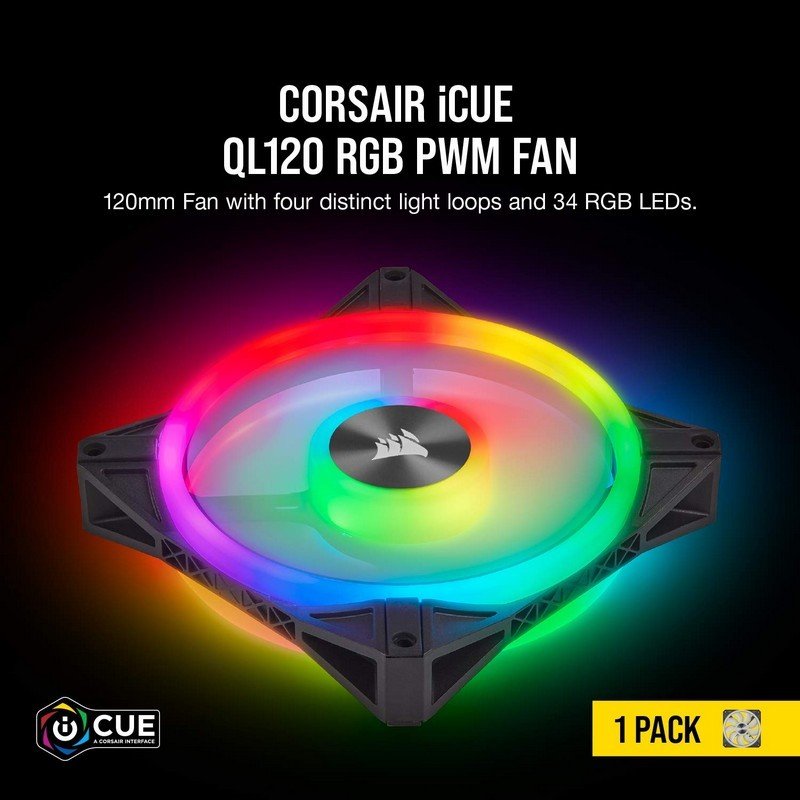 CORSAIR iCUE
QL120 RGB PWM FAN
120mm Fan with four distinct light loops and 34 RGB LEDs.
iCUE
A CORSAIR INTERFACE
1 PACK